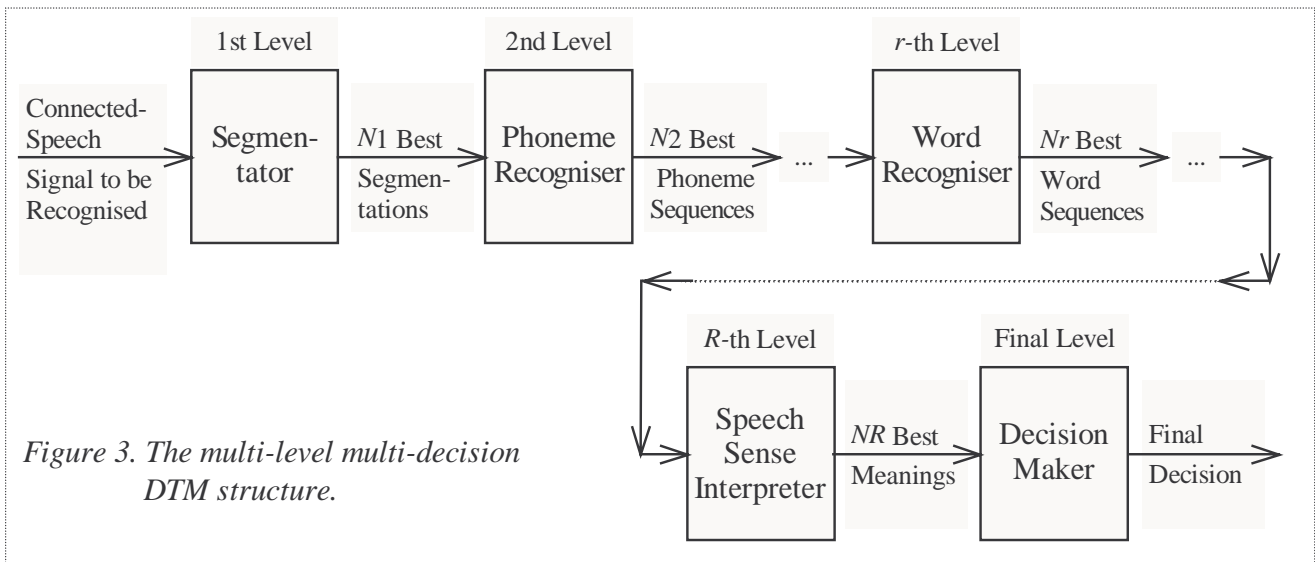 1st Level
2nd Level
r-th Level
Connected-
Speech
Signal to be
Recognised
Segmen-
tator
N1 Best
Segmen-
tations
Phoneme
Recogniser
N2 Best
Phoneme
Sequences
...
Word
Recogniser
Nr Best
Word
Sequences
...
R-th Level
Final Level
Speech
Sense
Interpreter
NR Best
Meanings
Decision
Maker
Final
Decision
Figure 3. The multi-level multi-decision
DTM structure.